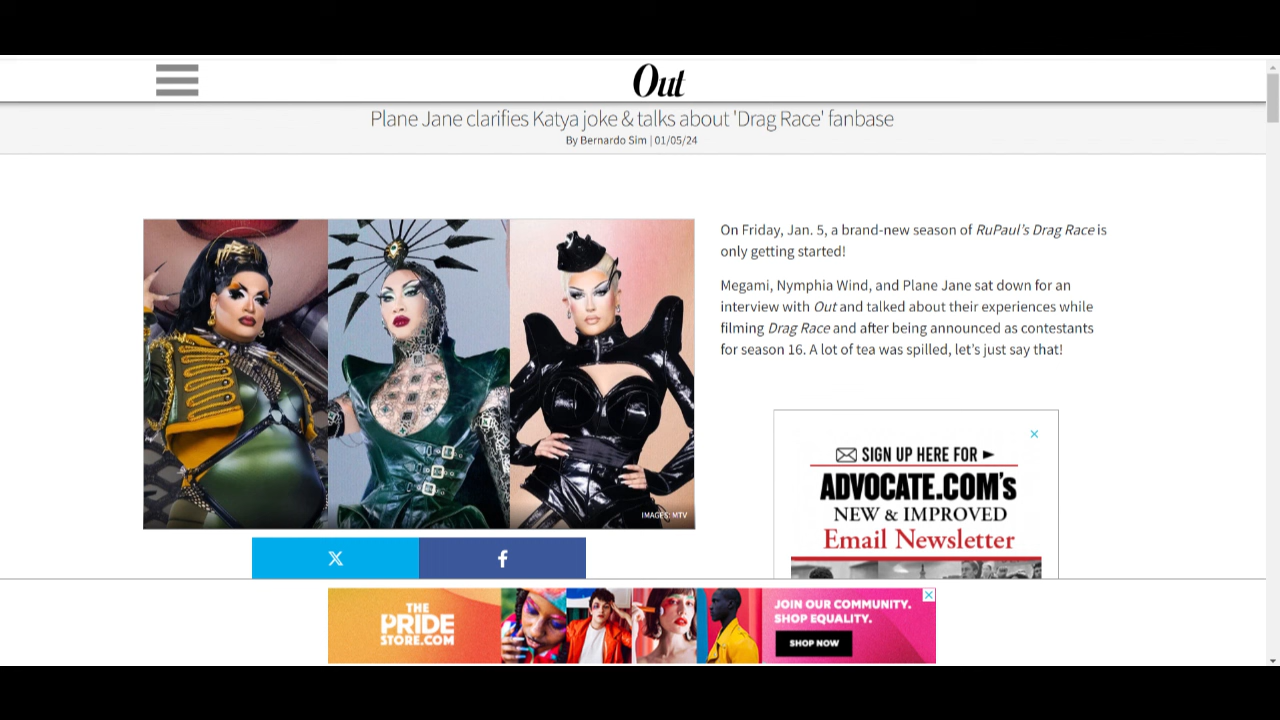 Out
Plane Jane clarifies Katya joke & talks about 'Drag Race' fanbase
By Bernardo Sim | 01/05/24
On Friday, Jan. 5, a brand-new season of RuPaul's Drag Race is
only getting started!
Megami, Nymphia Wind, and Plane Jane sat down for an
interview with Out and talked about their experiences while
filming Drag Race and after being announced as contestants
for season 16. A lot of tea was spilled, let's just say that!
IMAGES: MTV
SIGN UP HERE FOR
ADVOCATE.COM's
NEW & IMPROVED
Email Newsletter
THE
PRIDE
STORE.COM
JOIN OUR COMMUNITY.
SHOP EQUALITY.
SHOP NOW